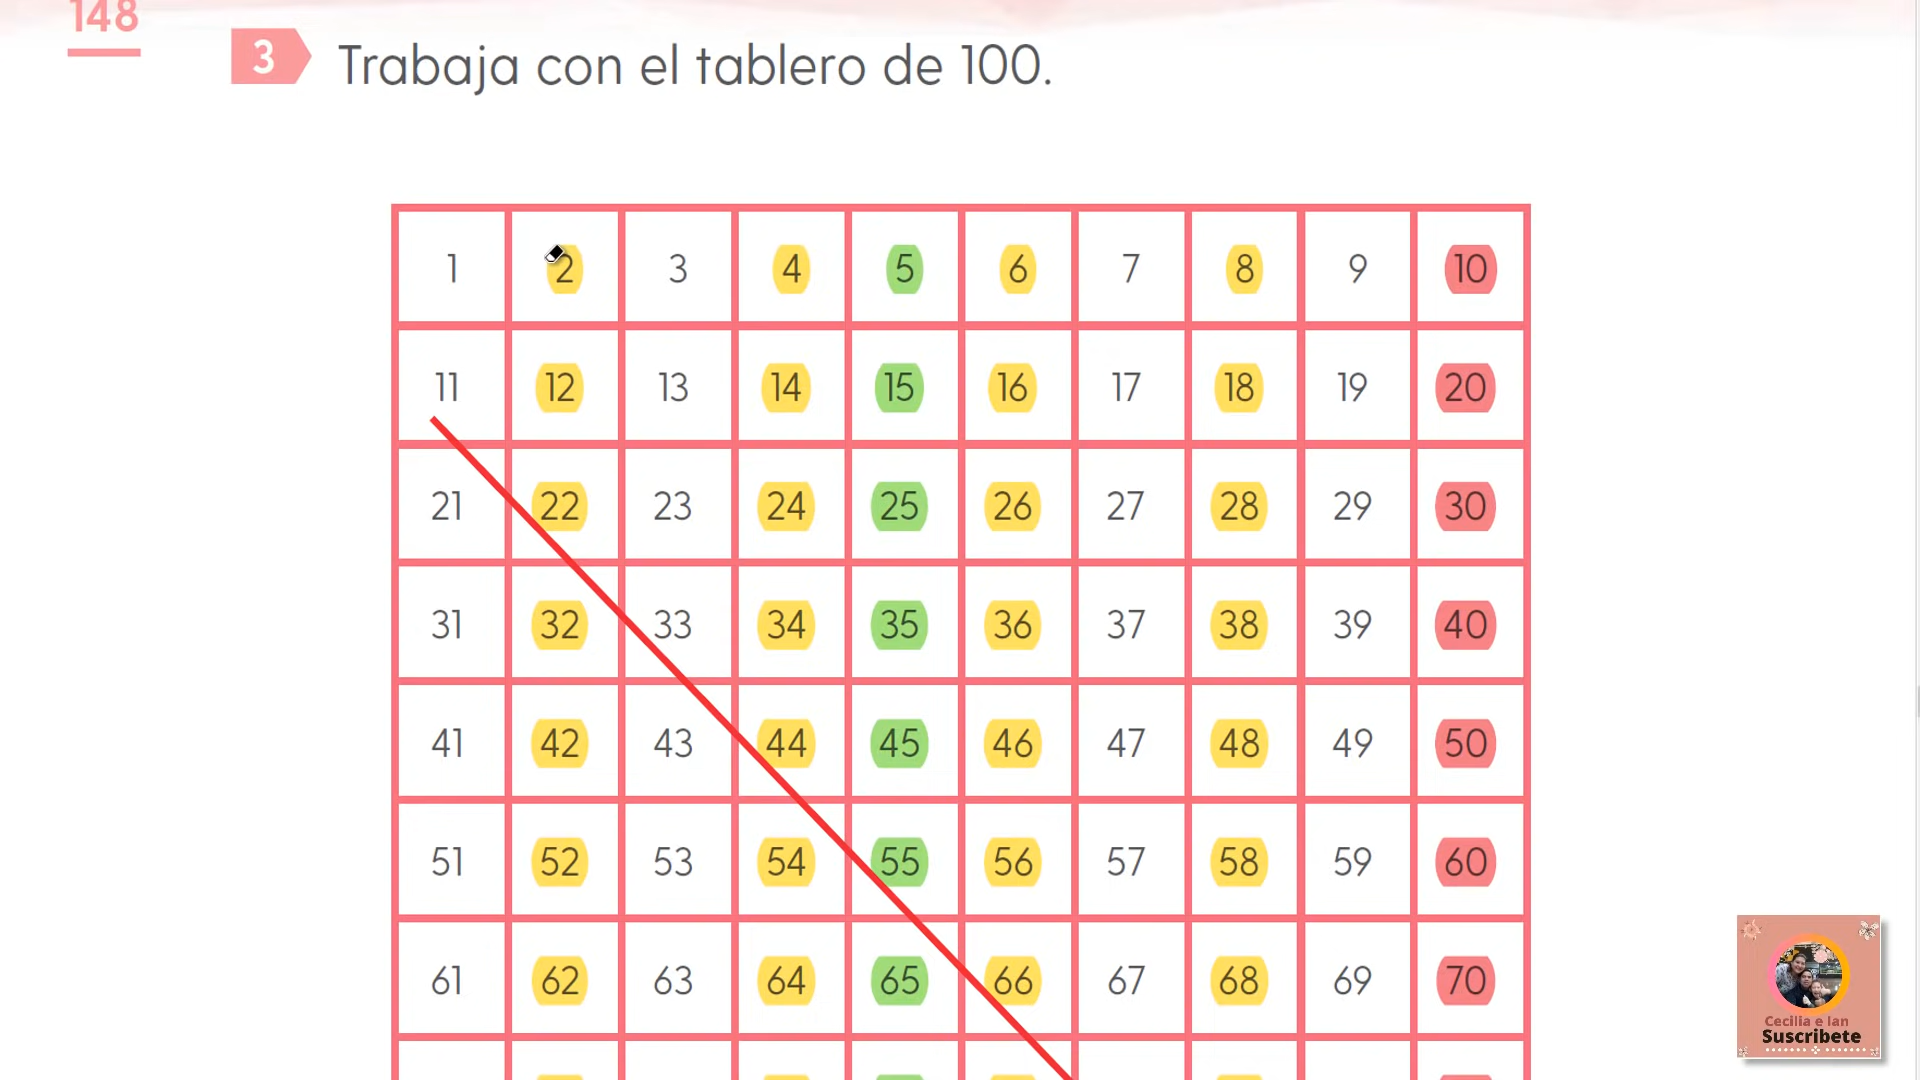 148
3 Trabaja con el tablero de 100.
1 2 3 4 5 6 7 8 9 10
11 12 13 14 15 16 17 18 19 20
21 22 23 24 25 26 27 28 29 30
31 32 33 34 35 36 37 38 39 40
41 42 43 44 45 46 47 48 49 50
51 52 53 54 55 56 57 58 59 60
61 62 63 64 65 66 67 68 69 70
Cecilia e Ian
Suscribete